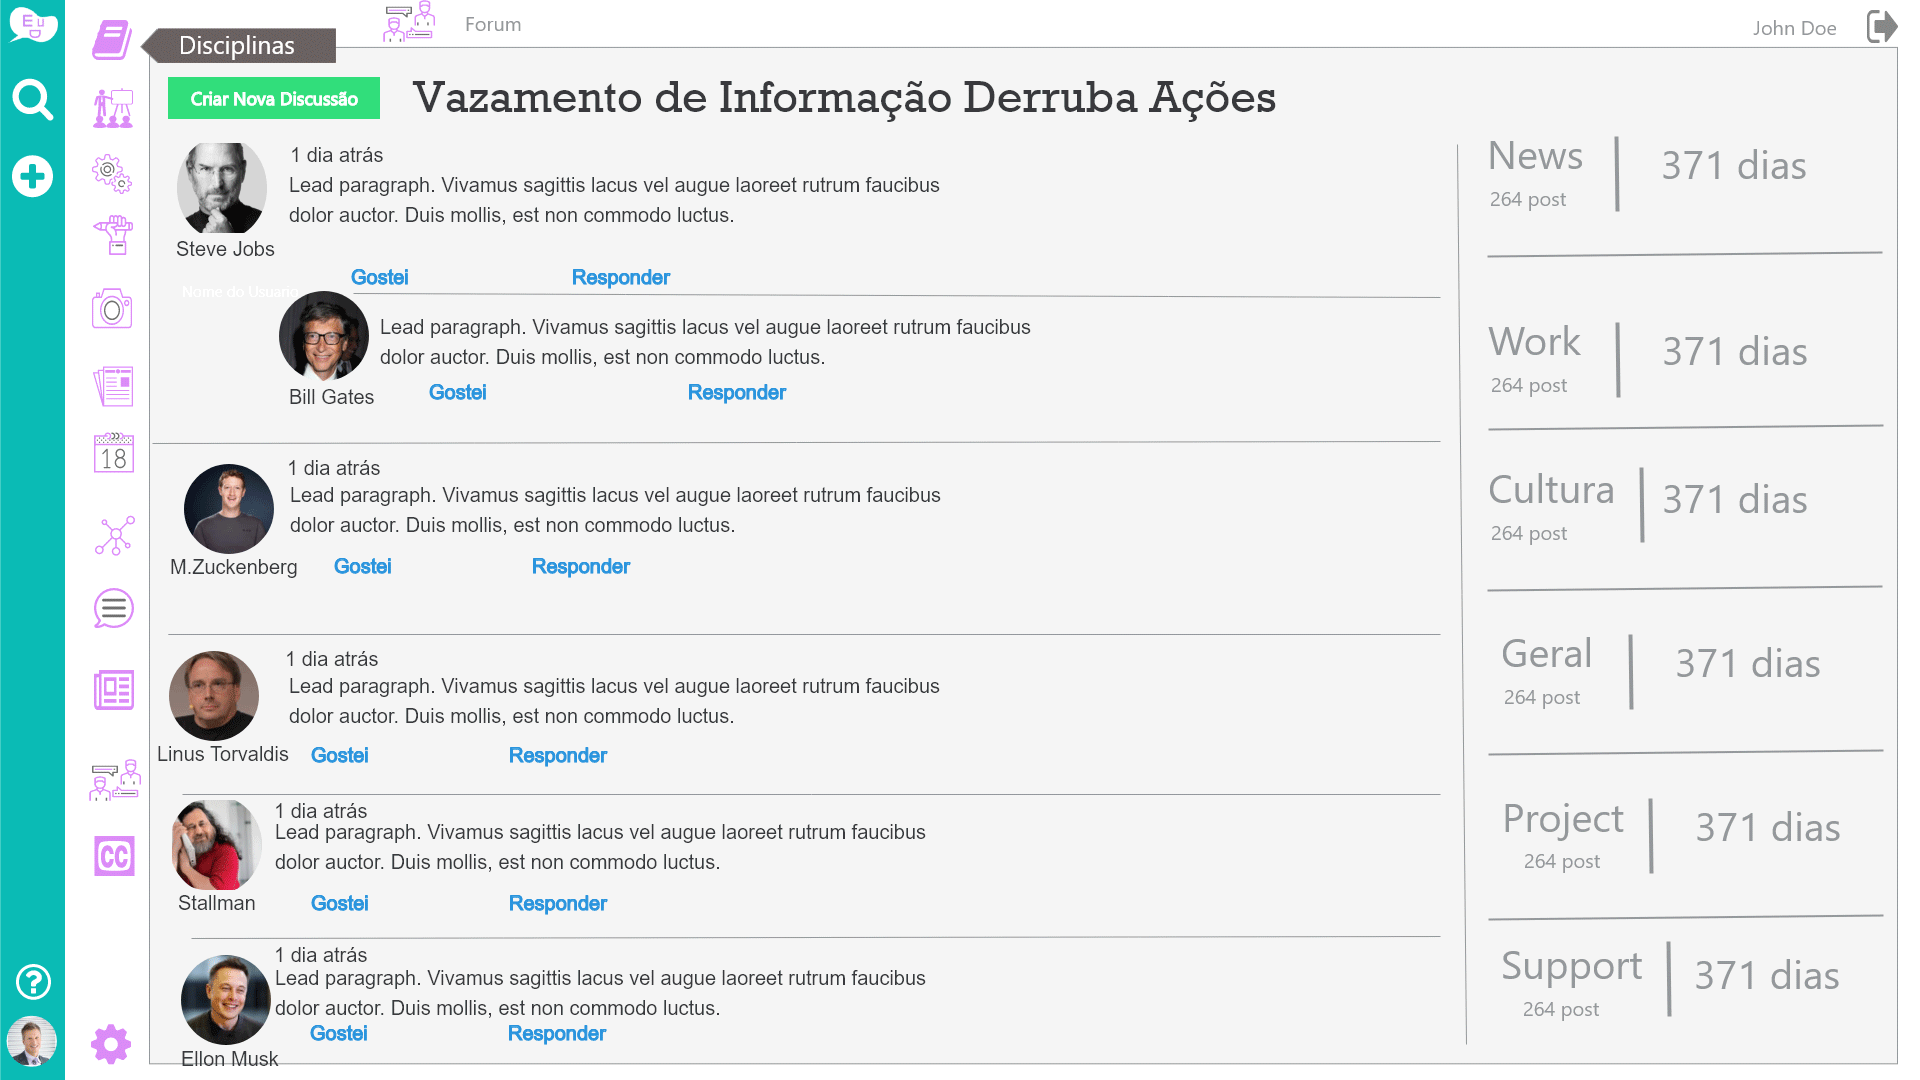 EU
D
Disciplinas
Forum
John Doe
Criar Nova Discussão
Vazamento de Informação Derruba Ações
1 dia atrás
Lead paragraph. Vivamus sagittis lacus vel augue laoreet rutrum faucibus
dolor auctor. Duis mollis, est non commodo luctus.
Steve Jobs
Gostei
Responder
Nome do Usuario
Lead paragraph. Vivamus sagittis lacus vel augue laoreet rutrum faucibus
dolor auctor. Duis mollis, est non commodo luctus.
Bill Gates
Gostei
Responder
18
1 dia atrás
Lead paragraph. Vivamus sagittis lacus vel augue laoreet rutrum faucibus
dolor auctor. Duis mollis, est non commodo luctus.
M.Zuckenberg
Gostei
Responder
1 dia atrás
Lead paragraph. Vivamus sagittis lacus vel augue laoreet rutrum faucibus
dolor auctor. Duis mollis, est non commodo luctus.
Linus Torvaldis
Gostei
Responder
1 dia atrás
Lead paragraph. Vivamus sagittis lacus vel augue laoreet rutrum faucibus
dolor auctor. Duis mollis, est non commodo luctus.
Stallman
Gostei
Responder
CC
1 dia atrás
Lead paragraph. Vivamus sagittis lacus vel augue laoreet rutrum faucibus
dolor auctor. Duis mollis, est non commodo luctus.
Gostei
Responder
Ellon Musk
News
264 post
371 dias
Work
264 post
371 dias
Cultura
264 post
371 dias
Geral
264 post
371 dias
Project
264 post
371 dias
Support
264 post
371 dias